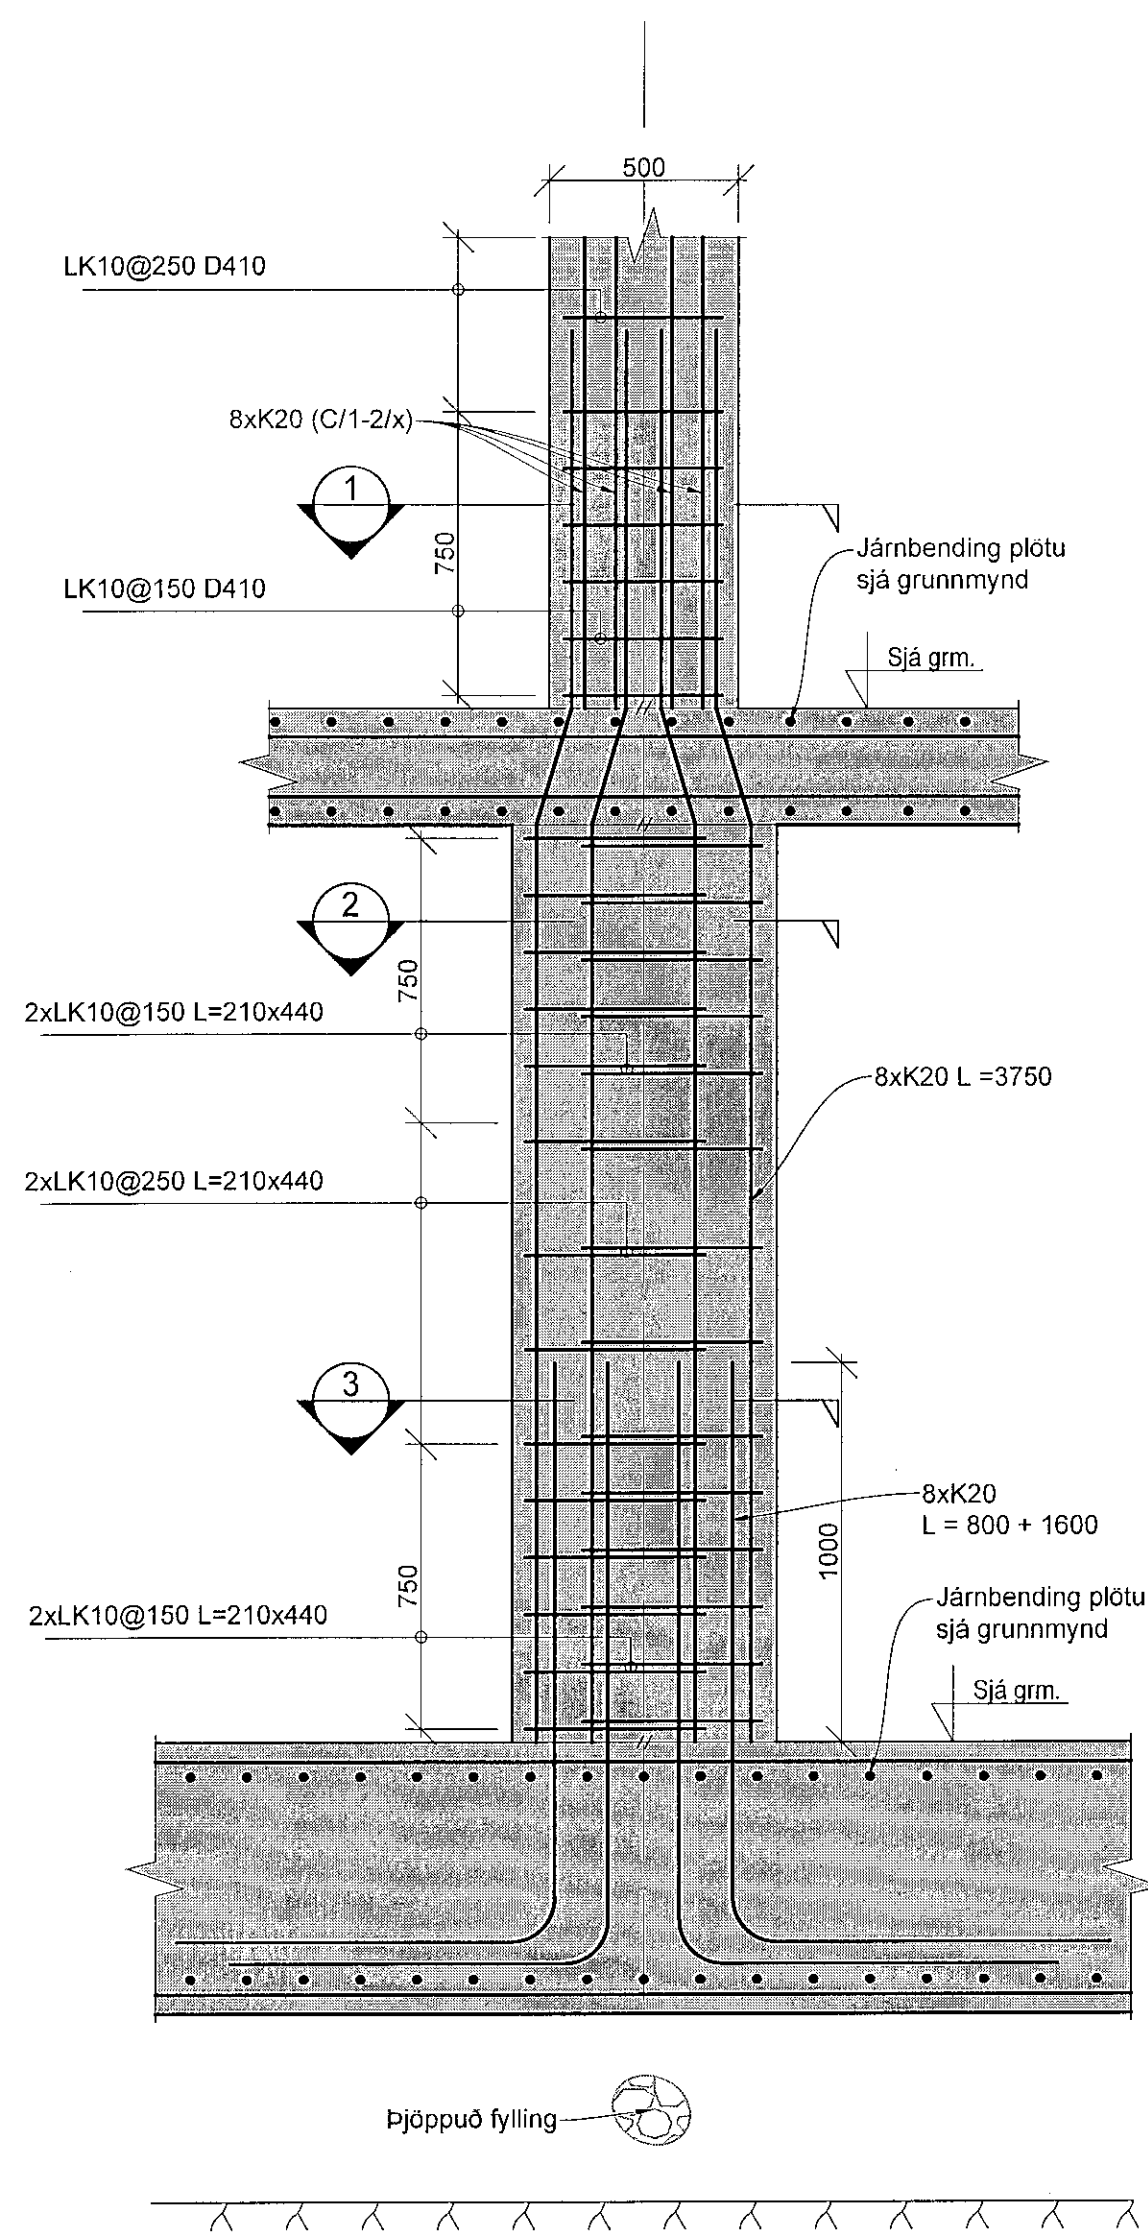 500
LK10@250 D410
8xK20 (C/1-2/x)
1
750
Járnbending plötu
sjá grunnmynd
LK10@150 D410
Sjá grm.
2
750
2xLK10@150 L=210x440
8xK20 L =3750
2xLK10@250 L=210x440
3
8xK20
L = 800 + 1600
1000
750
Járnbending plötu
sjá grunnmynd
2xLK10@150 L=210x440
Sjá grm.
Þjöppuð fylling